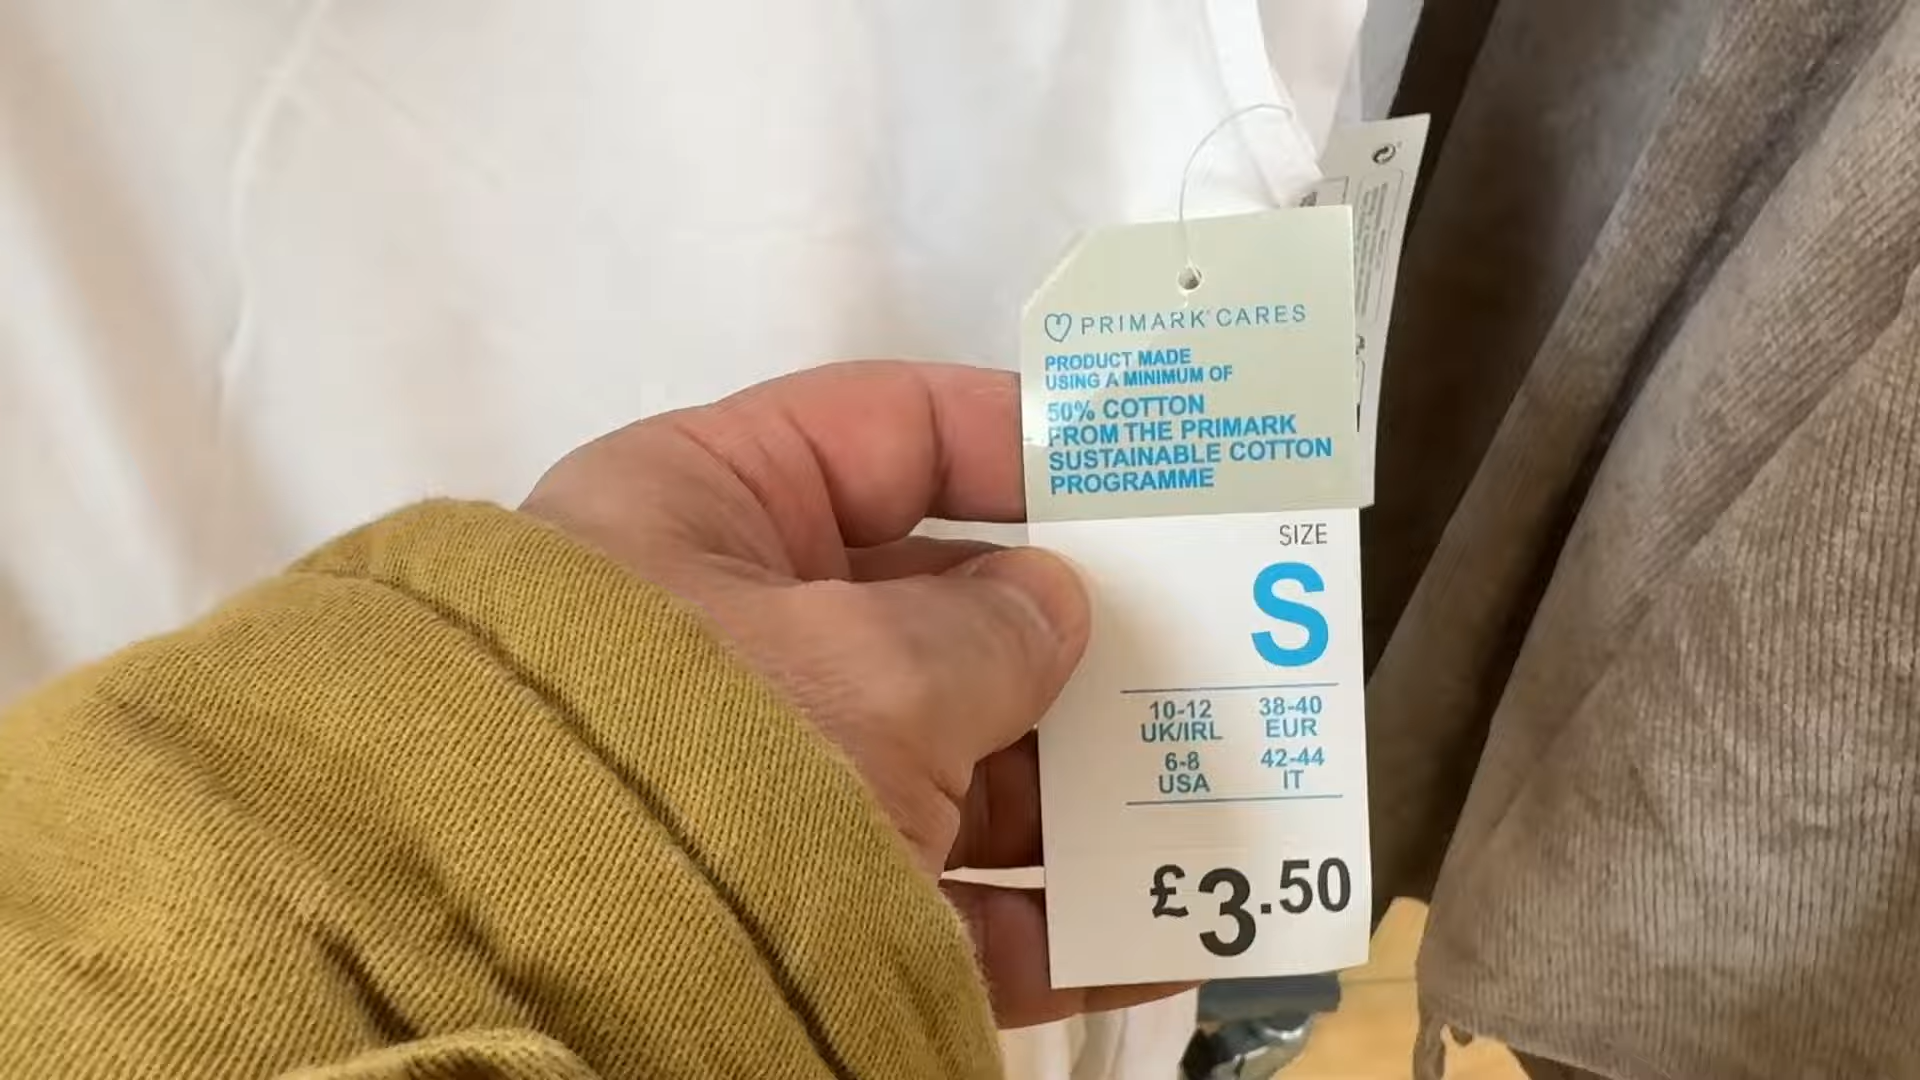 PRIMARK CARES
PRODUCT MADE
USING A MINIMUM OF
50% COTTON
FROM THE PRIMARK
SUSTAINABLE COTTON
PROGRAMME
SIZE
S
10-12 38-40
UK/IRL EUR
6-8 42-44
USA IT
£3.50